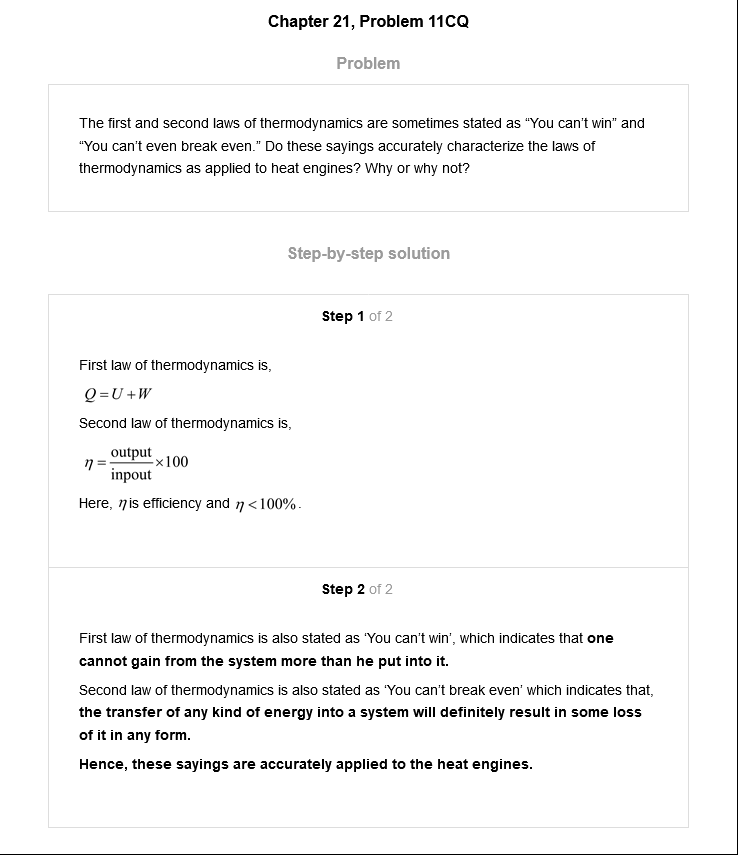 Chapter 21, Problem 11CQ
Problem
The first and second laws of thermodynamics are sometimes stated as “You can’t win” and
“You can’t even break even.” Do these sayings accurately characterize the laws of
thermodynamics as applied to heat engines? Why or why not?
Step-by-step solution
Step 1 of 2
First law of thermodynamics is,
Q = U + W
Second law of thermodynamics is,
η = output/inpout × 100
Here, η is efficiency and η < 100% .
Step 2 of 2
First law of thermodynamics is also stated as ‘You can’t win’, which indicates that one
cannot gain from the system more than he put into it.
Second law of thermodynamics is also stated as ‘You can’t break even’ which indicates that,
the transfer of any kind of energy into a system will definitely result in some loss
of it in any form.
Hence, these sayings are accurately applied to the heat engines.